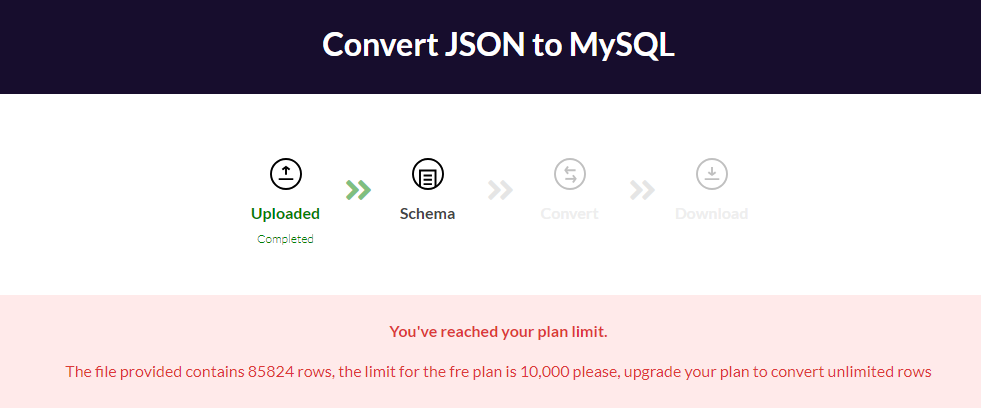 Convert JSON to MySQL
Uploaded
Schema
Convert
Download
Completed
You've reached your plan limit.
The file provided contains 85824 rows, the limit for the fre plan is 10,000 please, upgrade your plan to convert unlimited rows